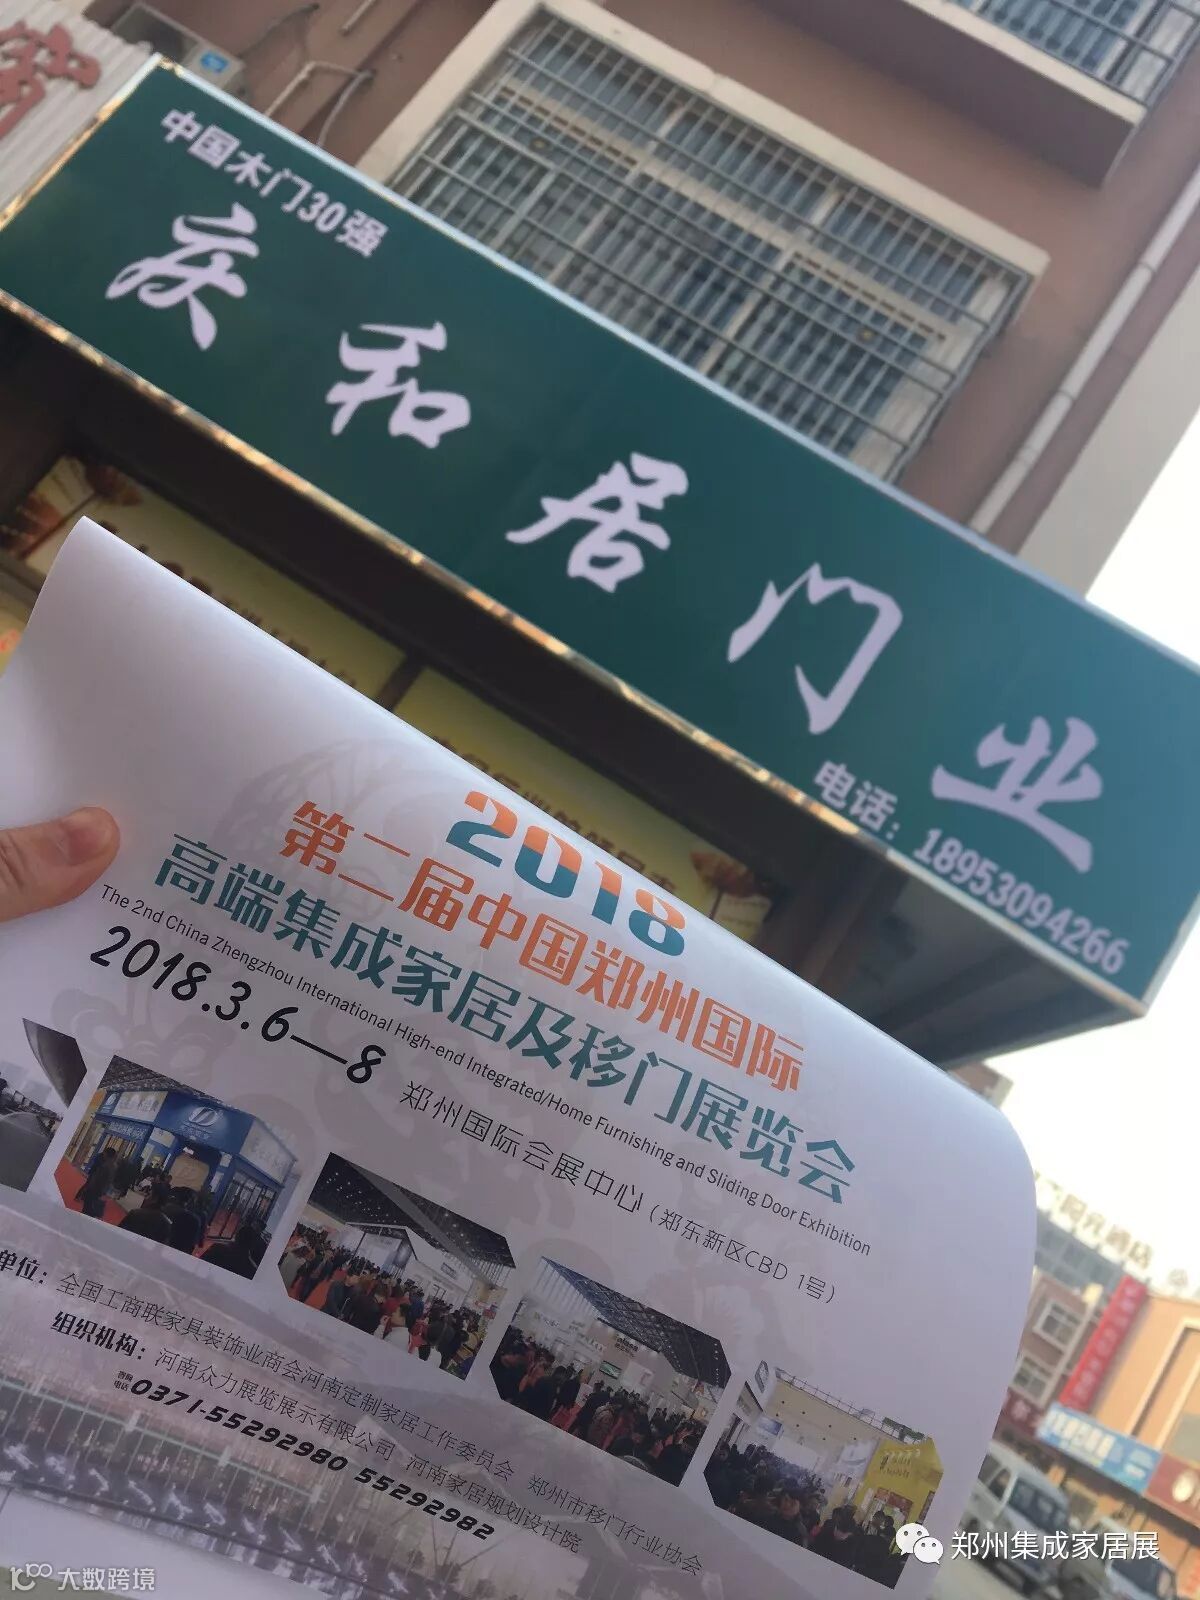 中国木门30强
庆和居门业
电话：18953094266
2018
第二届中国郑州国际
高端集成家居及移门展览会
The 2nd China Zhengzhou International High-end Integrated/Home Furnishing and Sliding Door Exhibition
2018.3.6—8
郑州国际会展中心（郑东新区CBD 1号）
单位：全国工商联家具装饰业商会河南定制家居工作委员会 郑州市移门行业协会
组织机构：河南众力展览展示有限公司 河南家居规划设计院
0371-55292980 55292982
郑州集成家居展
大数跨境